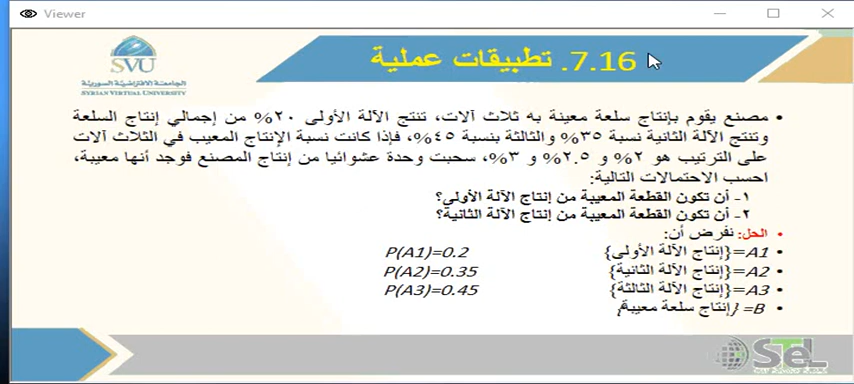 Viewer
SVU
الجامعة الافتراضية السورية
SYRIAN VIRTUAL UNIVERSITY
7.16. تطبيقات عملية
• مصنع يقوم بإنتاج سلعة معينة به ثلاث آلات، تنتج الآلة الأولى ٢٠% من إجمالي إنتاج السلعة
وتنتج الآلة الثانية نسبة ٣٥% والثالثة بنسبة ٤٥%، فإذا كانت نسبة الإنتاج المعيب في الثلاث آلات
على الترتيب هو ٢% و ٢.٥% و ٣%، سحبت وحدة عشوائيا من إنتاج المصنع فوجد أنها معيبة،
احسب الاحتمالات التالية:
١- أن تكون القطعة المعيبة من إنتاج الآلة الأولى؟
٢- أن تكون القطعة المعيبة من إنتاج الآلة الثانية؟
• الحل: نفرض أن:
• A1={إنتاج الآلة الأولى} P(A1)=0.2
• A2={إنتاج الآلة الثانية} P(A2)=0.35
• A3={إنتاج الآلة الثالثة} P(A3)=0.45
• B= {إنتاج سلعة معيبة}
STeL